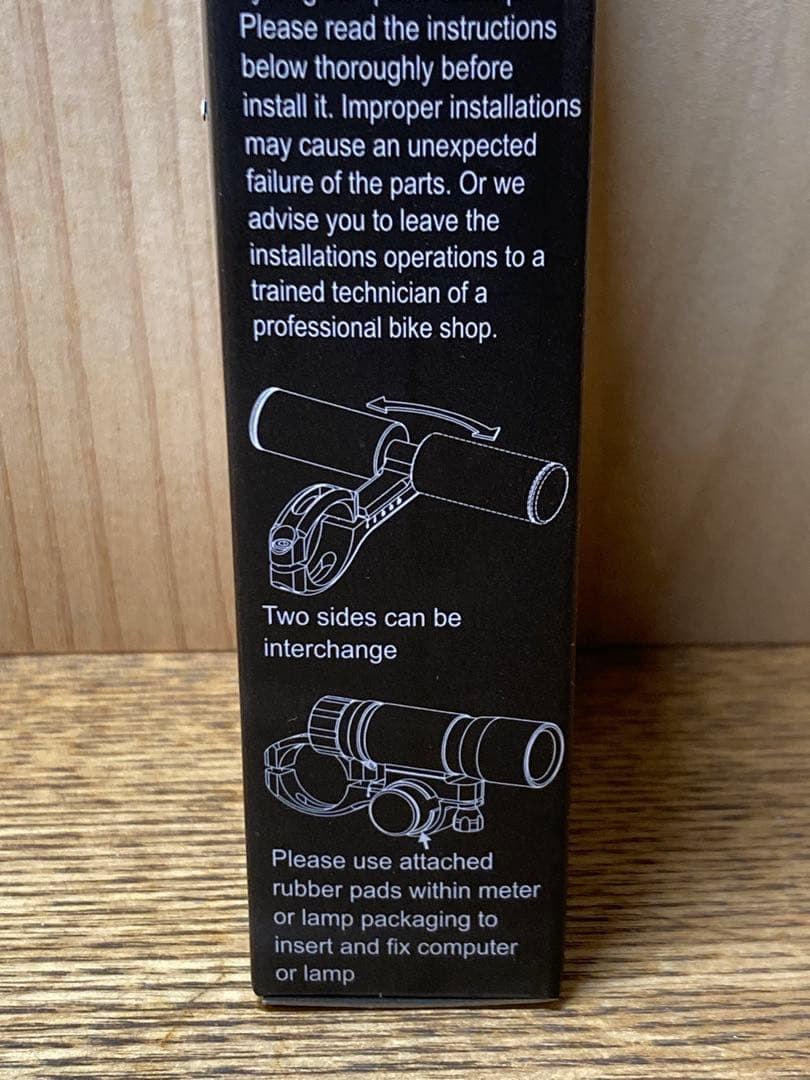 Please read the instructions
below thoroughly before
install it. Improper installations
may cause an unexpected
failure of the parts. Or we
advise you to leave the
installations operations to a
trained technician of a
professional bike shop.
Two sides can be
interchange
Please use attached
rubber pads within meter
or lamp packaging to
insert and fix computer
or lamp